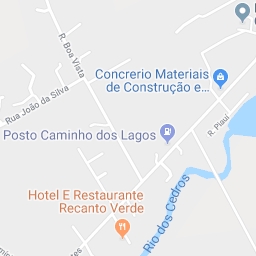 R. Boa Vista
Concrerio Materiais
de Construção e...
Rua João da Silva
R. Piauí
Posto Caminho dos Lagos
Hotel E Restaurante
Recanto Verde
Rio dos Cedros